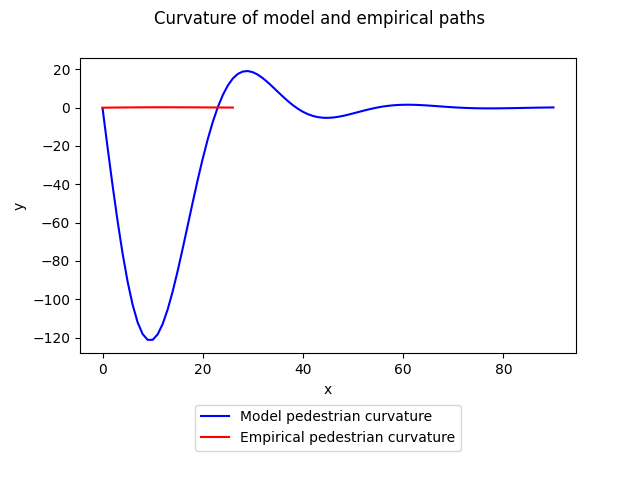 Curvature of model and empirical paths
20
0
−20
−40
−60
−80
−100
−120
y
0 20 40 60 80
x
Model pedestrian curvature
Empirical pedestrian curvature